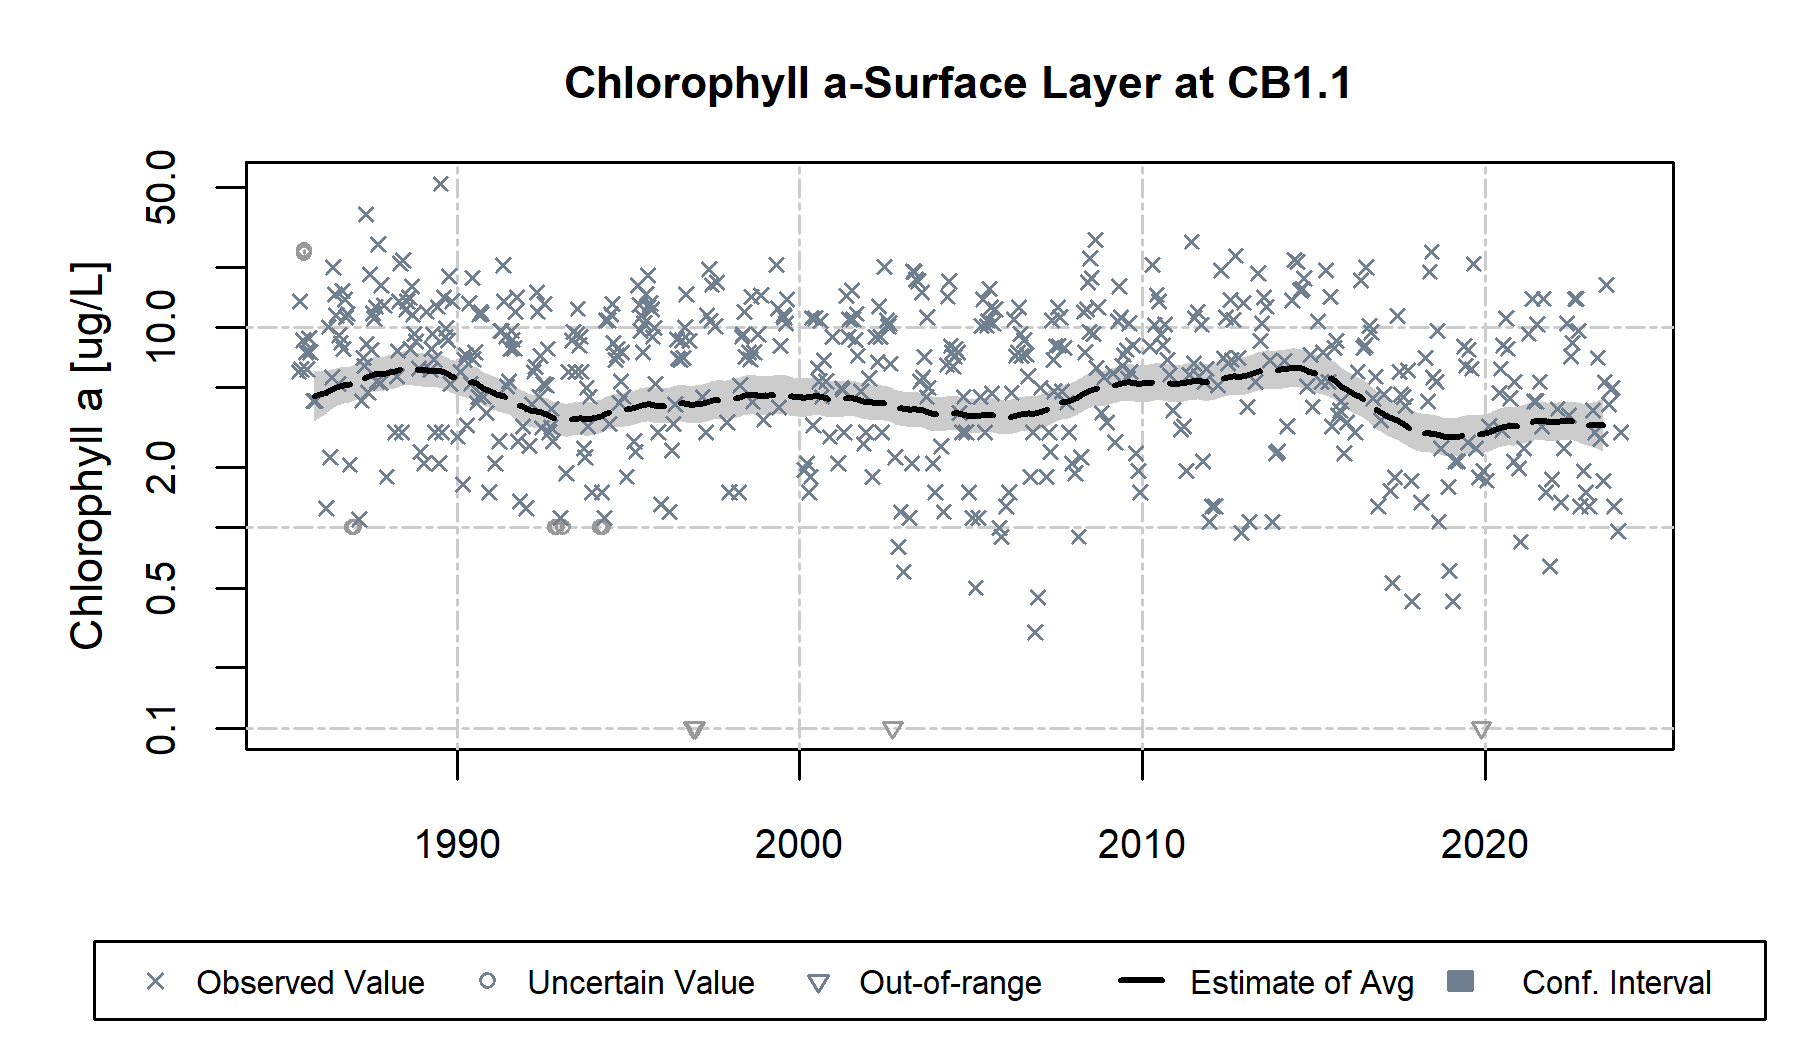 Chlorophyll a-Surface Layer at CB1.1
Chlorophyll a [ug/L]
50.0
10.0
2.0
0.5
0.1
1990 2000 2010 2020
Observed Value Uncertain Value Out-of-range Estimate of Avg Conf. Interval